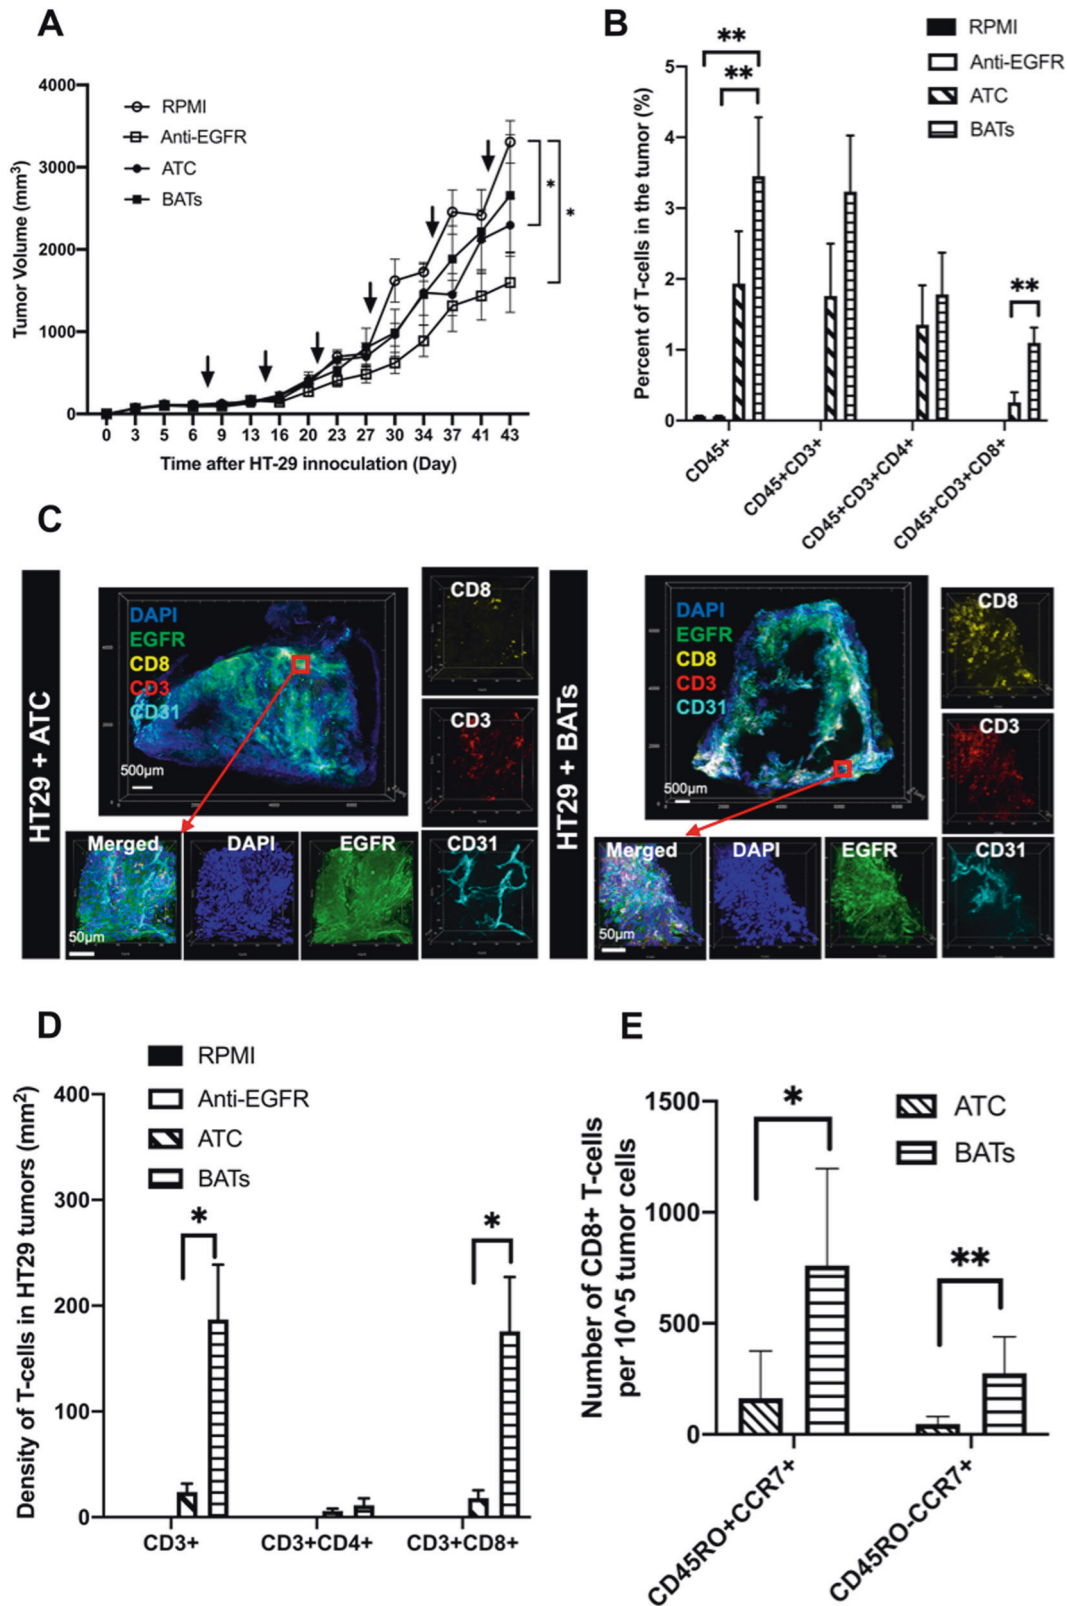 A
4000
3000
2000
1000
0
Tumor Volume (mm³)
RPMI
Anti-EGFR
ATC
BATs
*
*
0 3 5 6 9 13 16 20 23 27 30 34 37 41 43
Time after HT-29 innoculation (Day)
B
RPMI
Anti-EGFR
ATC
BATs
5
4
3
2
1
0
Percent of T-cells in the tumor (%)
**
**
**
CD45+
CD45+CD3+
CD45+CD3+CD4+
CD45+CD3+CD8+
C
HT29 + ATC
DAPI
EGFR
CD8
CD3
CD31
500µm
CD8
CD3
Merged
50µm
DAPI
EGFR
CD31
HT29 + BATs
DAPI
EGFR
CD8
CD3
CD31
500µm
CD8
CD3
Merged
50µm
DAPI
EGFR
CD31
D
RPMI
Anti-EGFR
ATC
BATs
400
300
200
100
0
Density of T-cells in HT29 tumors (mm²)
*
*
CD3+
CD3+CD4+
CD3+CD8+
E
ATC
BATs
1500
1000
500
0
Number of CD8+ T-cells
per 10^5 tumor cells
*
**
CD45RO+CCR7+
CD45RO-CCR7+